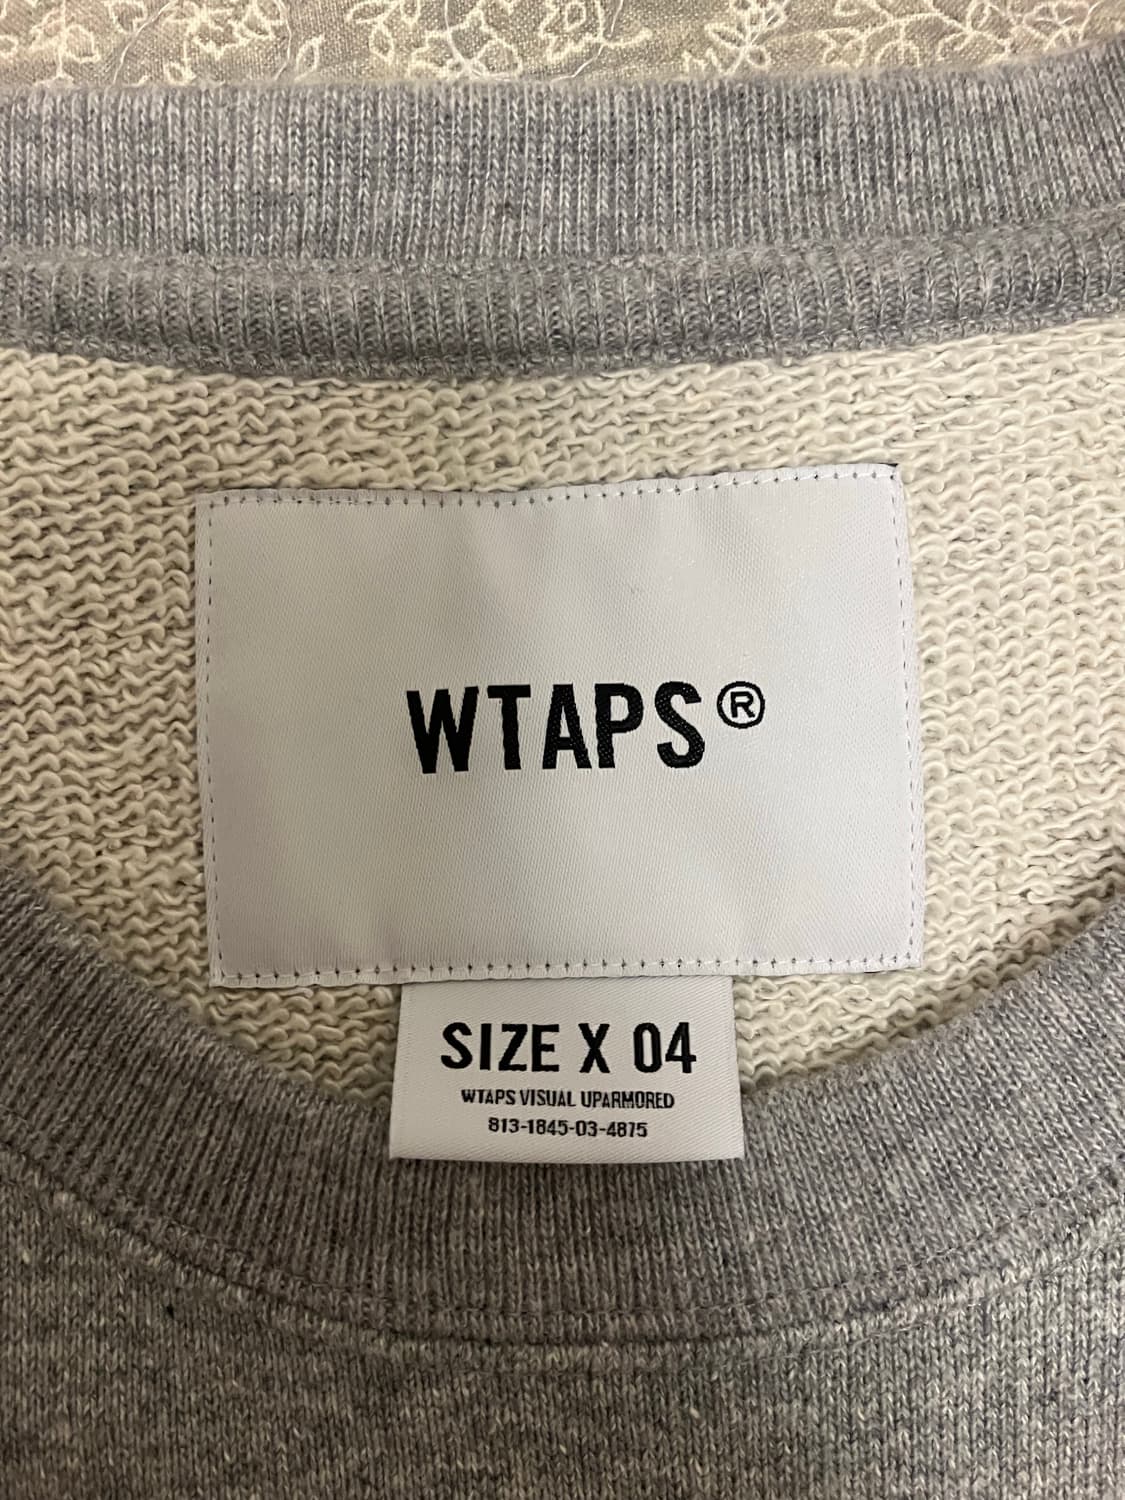 WTAPS®
SIZE X 04
WTAPS VISUAL UPARMORED
813-1845-03-4875